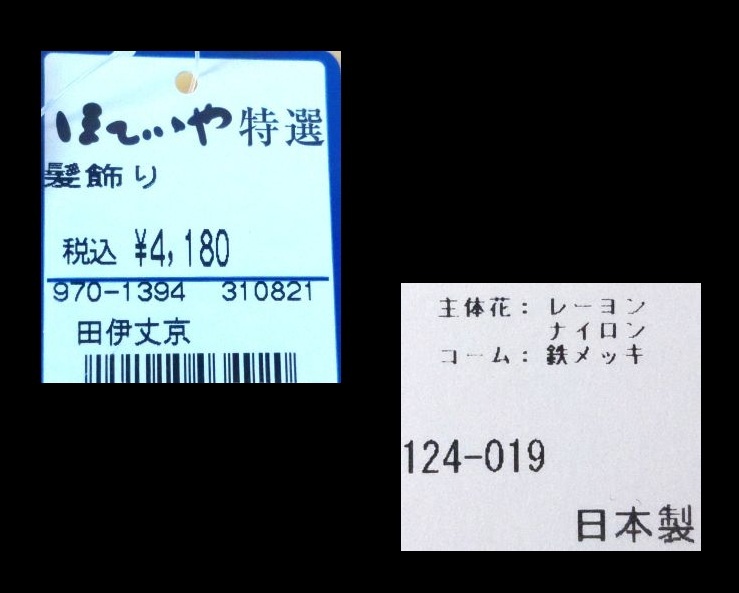 ほていや特選
髪飾り
税込 ¥4,180
970-1394 310821
田伊丈京
主体花：レーヨン
ナイロン
コーム：鉄メッキ
124-019
日本製